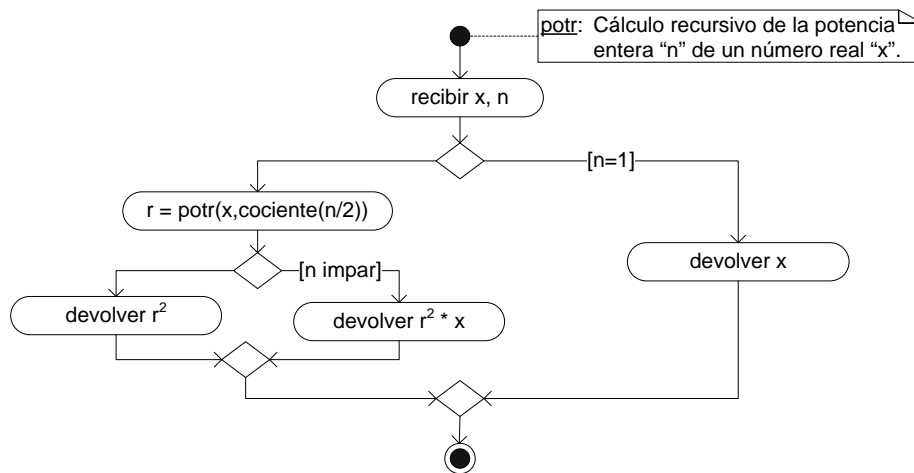 potr: Cálculo recursivo de la potencia
entera “n” de un número real “x”.
recibir x, n
[n=1]
r = potr(x,cociente(n/2))
devolver x
[n impar]
devolver r²
devolver r² * x